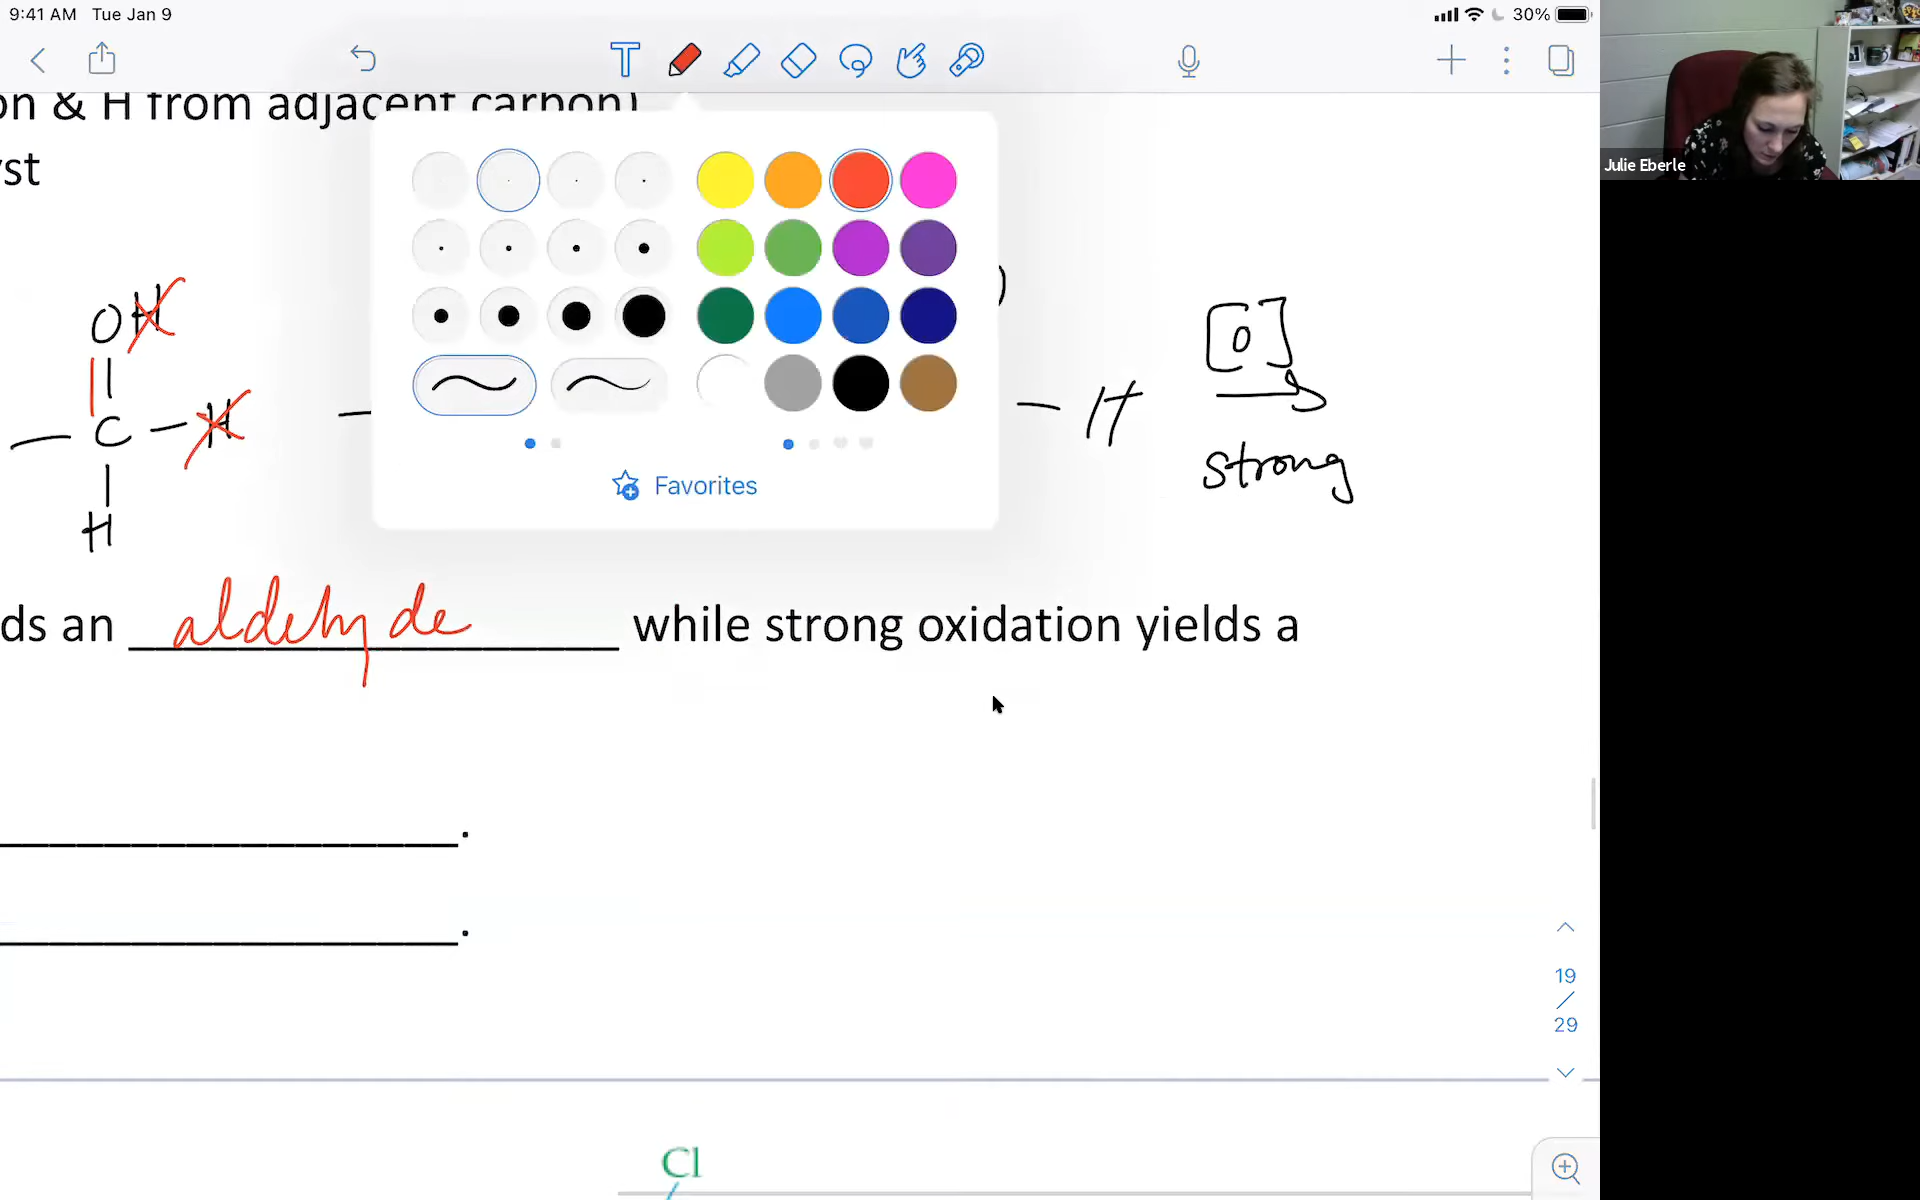 9:41 AM Tue Jan 9
30%
T
on & H from adjacent carbon)
Julie Eberle
yst
OH
[O]
C - H
- H
strong
H
Favorites
ds an aldehyde while strong oxidation yields a
.
.
19
/
29
Cl